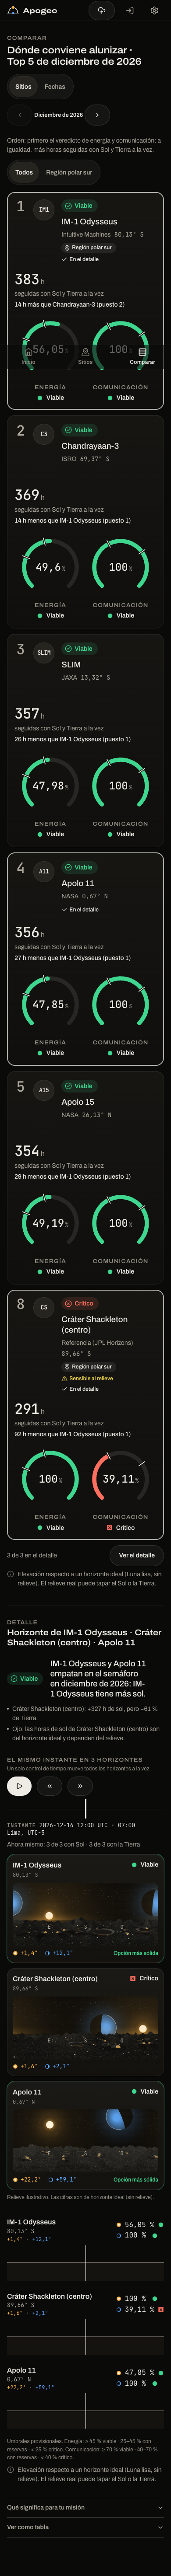 Apogeo
COMPARAR
Dónde conviene alunizar ·
Top 5 de diciembre de 2026
Sitios Fechas
Diciembre de 2026
Orden: primero el veredicto de energía y comunicación; a
igualdad, más horas seguidas con Sol y Tierra a la vez.
Todos Región polar sur
1 IM1 Viable
IM-1 Odysseus
Intuitive Machines 80,13° S
Región polar sur
En el detalle
383 h
seguidas con Sol y Tierra a la vez
14 h más que Chandrayaan-3 (puesto 2)
56,05% 100%
Inicio Sitios Comparar
ENERGÍA COMUNICACIÓN
Viable Viable
2 C3 Viable
Chandrayaan-3
ISRO 69,37° S
369 h
seguidas con Sol y Tierra a la vez
14 h menos que IM-1 Odysseus (puesto 1)
49,6% 100%
ENERGÍA COMUNICACIÓN
Viable Viable
3 SLIM Viable
SLIM
JAXA 13,32° S
357 h
seguidas con Sol y Tierra a la vez
26 h menos que IM-1 Odysseus (puesto 1)
47,98% 100%
ENERGÍA COMUNICACIÓN
Viable Viable
4 A11 Viable
Apolo 11
NASA 0,67° N
En el detalle
356 h
seguidas con Sol y Tierra a la vez
27 h menos que IM-1 Odysseus (puesto 1)
47,85% 100%
ENERGÍA COMUNICACIÓN
Viable Viable
5 A15 Viable
Apolo 15
NASA 26,13° N
354 h
seguidas con Sol y Tierra a la vez
29 h menos que IM-1 Odysseus (puesto 1)
49,19% 100%
ENERGÍA COMUNICACIÓN
Viable Viable
8 CS Crítico
Cráter Shackleton
(centro)
Referencia (JPL Horizons)
89,66° S
Región polar sur
Sensible al relieve
En el detalle
291 h
seguidas con Sol y Tierra a la vez
92 h menos que IM-1 Odysseus (puesto 1)
100% 39,11%
ENERGÍA COMUNICACIÓN
Viable Crítico
3 de 3 en el detalle Ver el detalle
Elevación respecto a un horizonte ideal (Luna lisa, sin
relieve). El relieve real puede tapar el Sol o la Tierra.
DETALLE
Horizonte de IM-1 Odysseus · Cráter
Shackleton (centro) · Apolo 11
Viable
IM-1 Odysseus y Apolo 11
empatan en el semáforo
en diciembre de 2026: IM-
1 Odysseus tiene más sol.
• Cráter Shackleton (centro): +327 h de sol, pero −61 %
de Tierra.
• Ojo: las horas de sol de Cráter Shackleton (centro) son
del horizonte ideal y dependen del relieve.
EL MISMO INSTANTE EN 3 HORIZONTES
Un solo control de tiempo mueve todos los horizontes a la vez.
INSTANTE 2026-12-16 12:00 UTC · 07:00
Lima, UTC-5
Ahora mismo: 3 de 3 con Sol · 3 de 3 con la Tierra
IM-1 Odysseus Viable
80,13° S
E S O
+1,4° +12,1° Opción más sólida
Cráter Shackleton (centro) Crítico
89,66° S
E S O
+1,6° +2,1°
Apolo 11 Viable
0,67° N
E S O
+22,2° +59,1° Opción más sólida
Relieve ilustrativo. Las cifras son de horizonte ideal (sin relieve).
IM-1 Odysseus 56,05 %
80,13° S 100 %
+1,4° · +12,1°
Cráter Shackleton (centro) 100 %
89,66° S 39,11 %
+1,6° · +2,1°
Apolo 11 47,85 %
0,67° N 100 %
+22,2° · +59,1°
Umbrales provisionales. Energía: ≥ 45 % viable · 25–45 % con
reservas · < 25 % crítico. Comunicación: ≥ 70 % viable · 40–70 %
con reservas · < 40 % crítico.
Elevación respecto a un horizonte ideal (Luna lisa, sin
relieve). El relieve real puede tapar el Sol o la Tierra.
Qué significa para tu misión
Ver como tabla